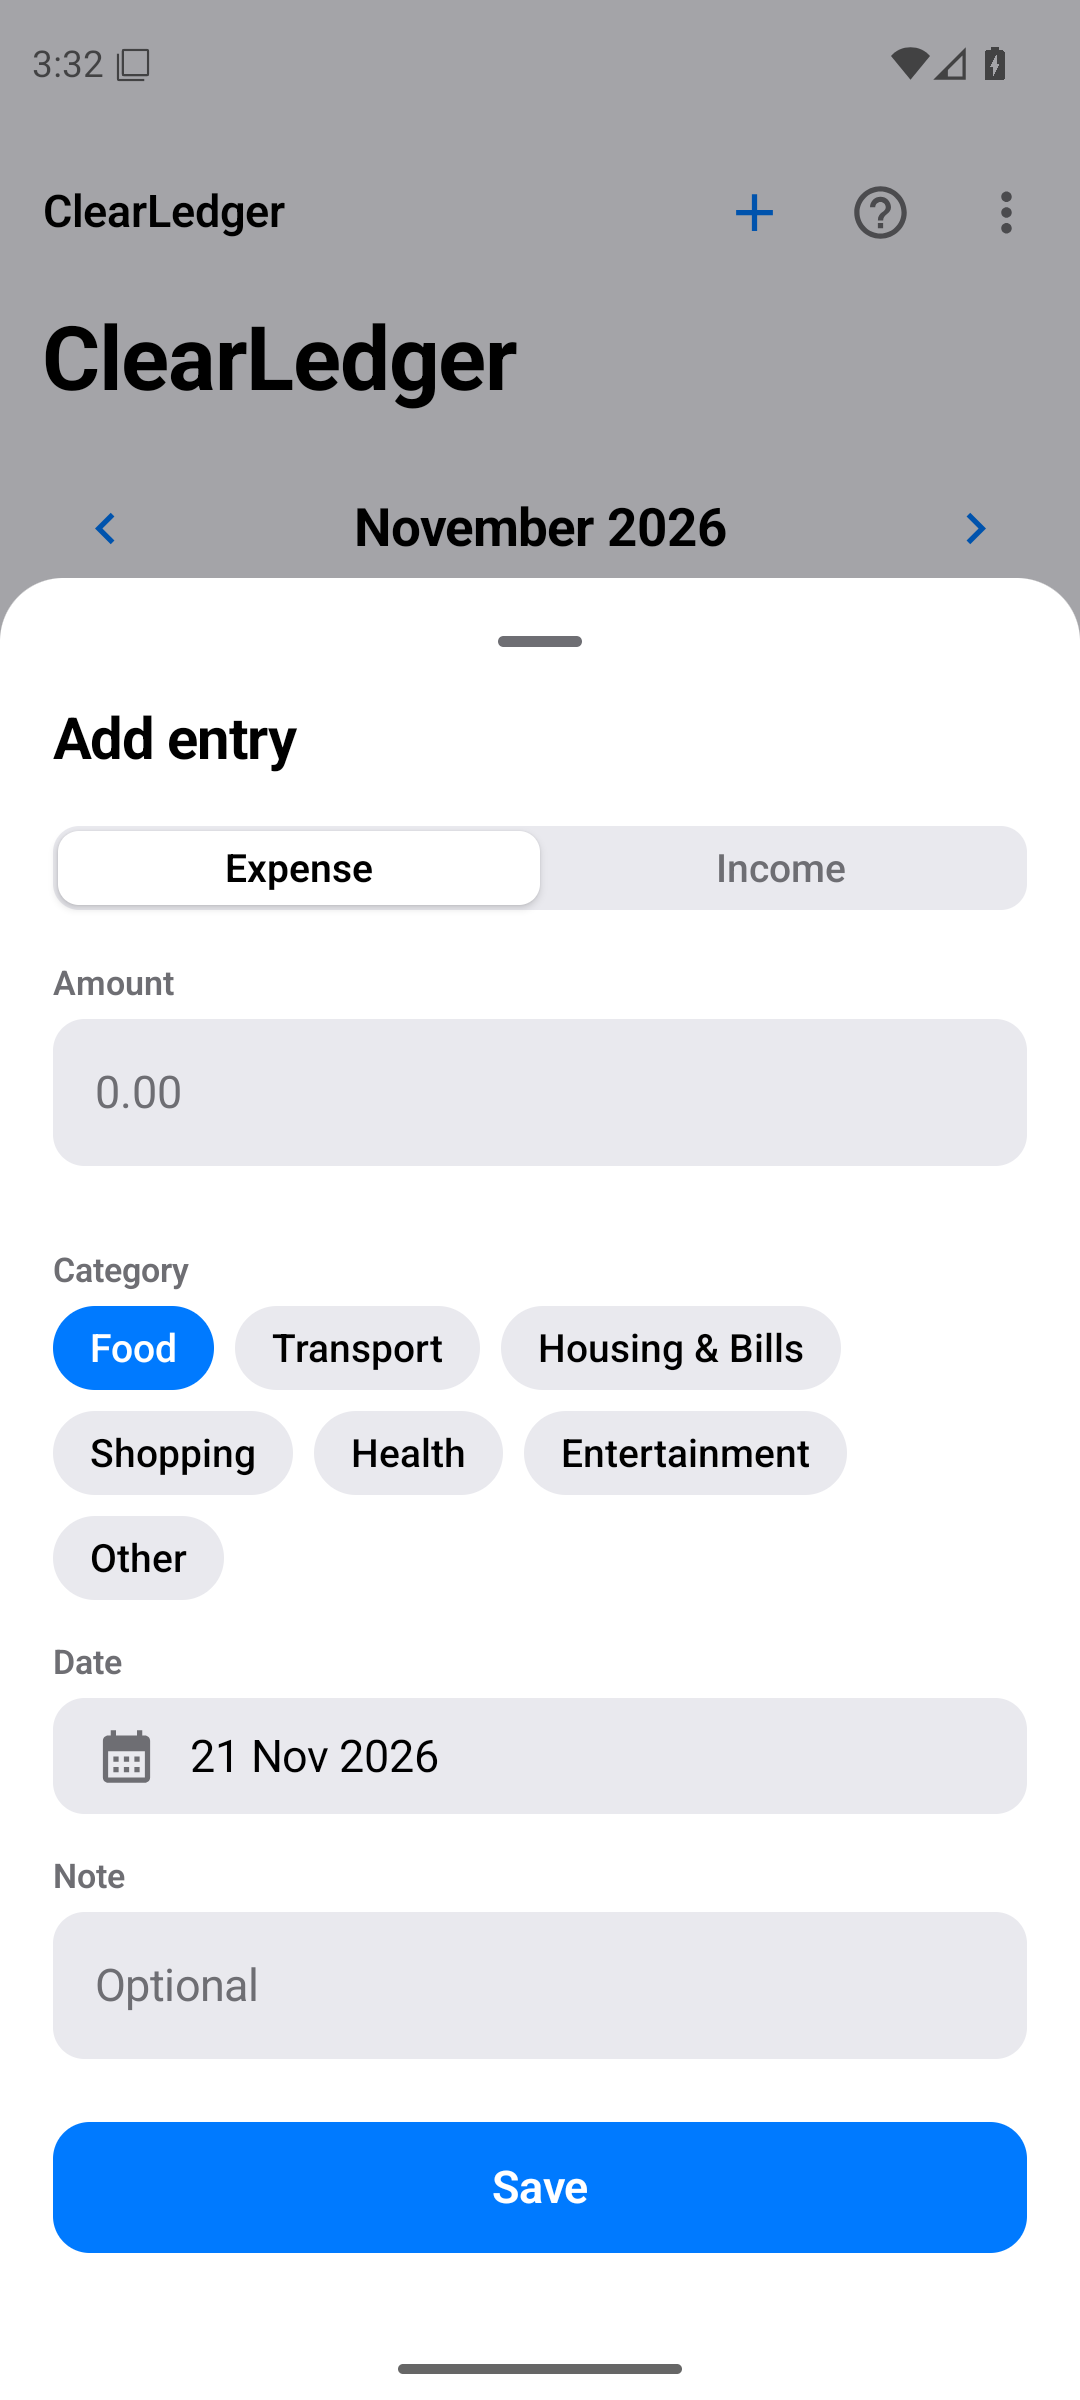 3:32
ClearLedger
ClearLedger
November 2026
Add entry
Expense Income
Amount
0.00
Category
Food Transport Housing & Bills
Shopping Health Entertainment
Other
Date
21 Nov 2026
Note
Optional
Save